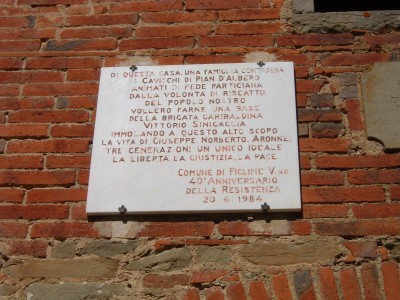 DI QUESTA CASA, UNA FAMIGLIA CONTADINA
DI CAVICCHI DI PIAN D'ALBERO
ANIMATI DI FEDE E
DALLA VOLONTÀ DI RISCATTO
DEL POPOLO NOSTRO
VOLLERO FARNE UNA BASE
DELLA BRIGATA GARIBALDINA
VITTORIO SINIGAGLIA
IMMOLANDO A QUESTO ALTO SCOPO
LA VITA DI GIUSEPPE, NORBERTO, ARONNE.
TRE GENERAZIONI UN UNICO IDEALE
LA LIBERTÀ LA GIUSTIZIA LA PACE
COMUNE DI FIGLINE V.NO
40° ANNIVERSARIO
DELLA RESISTENZA
20.6.1984